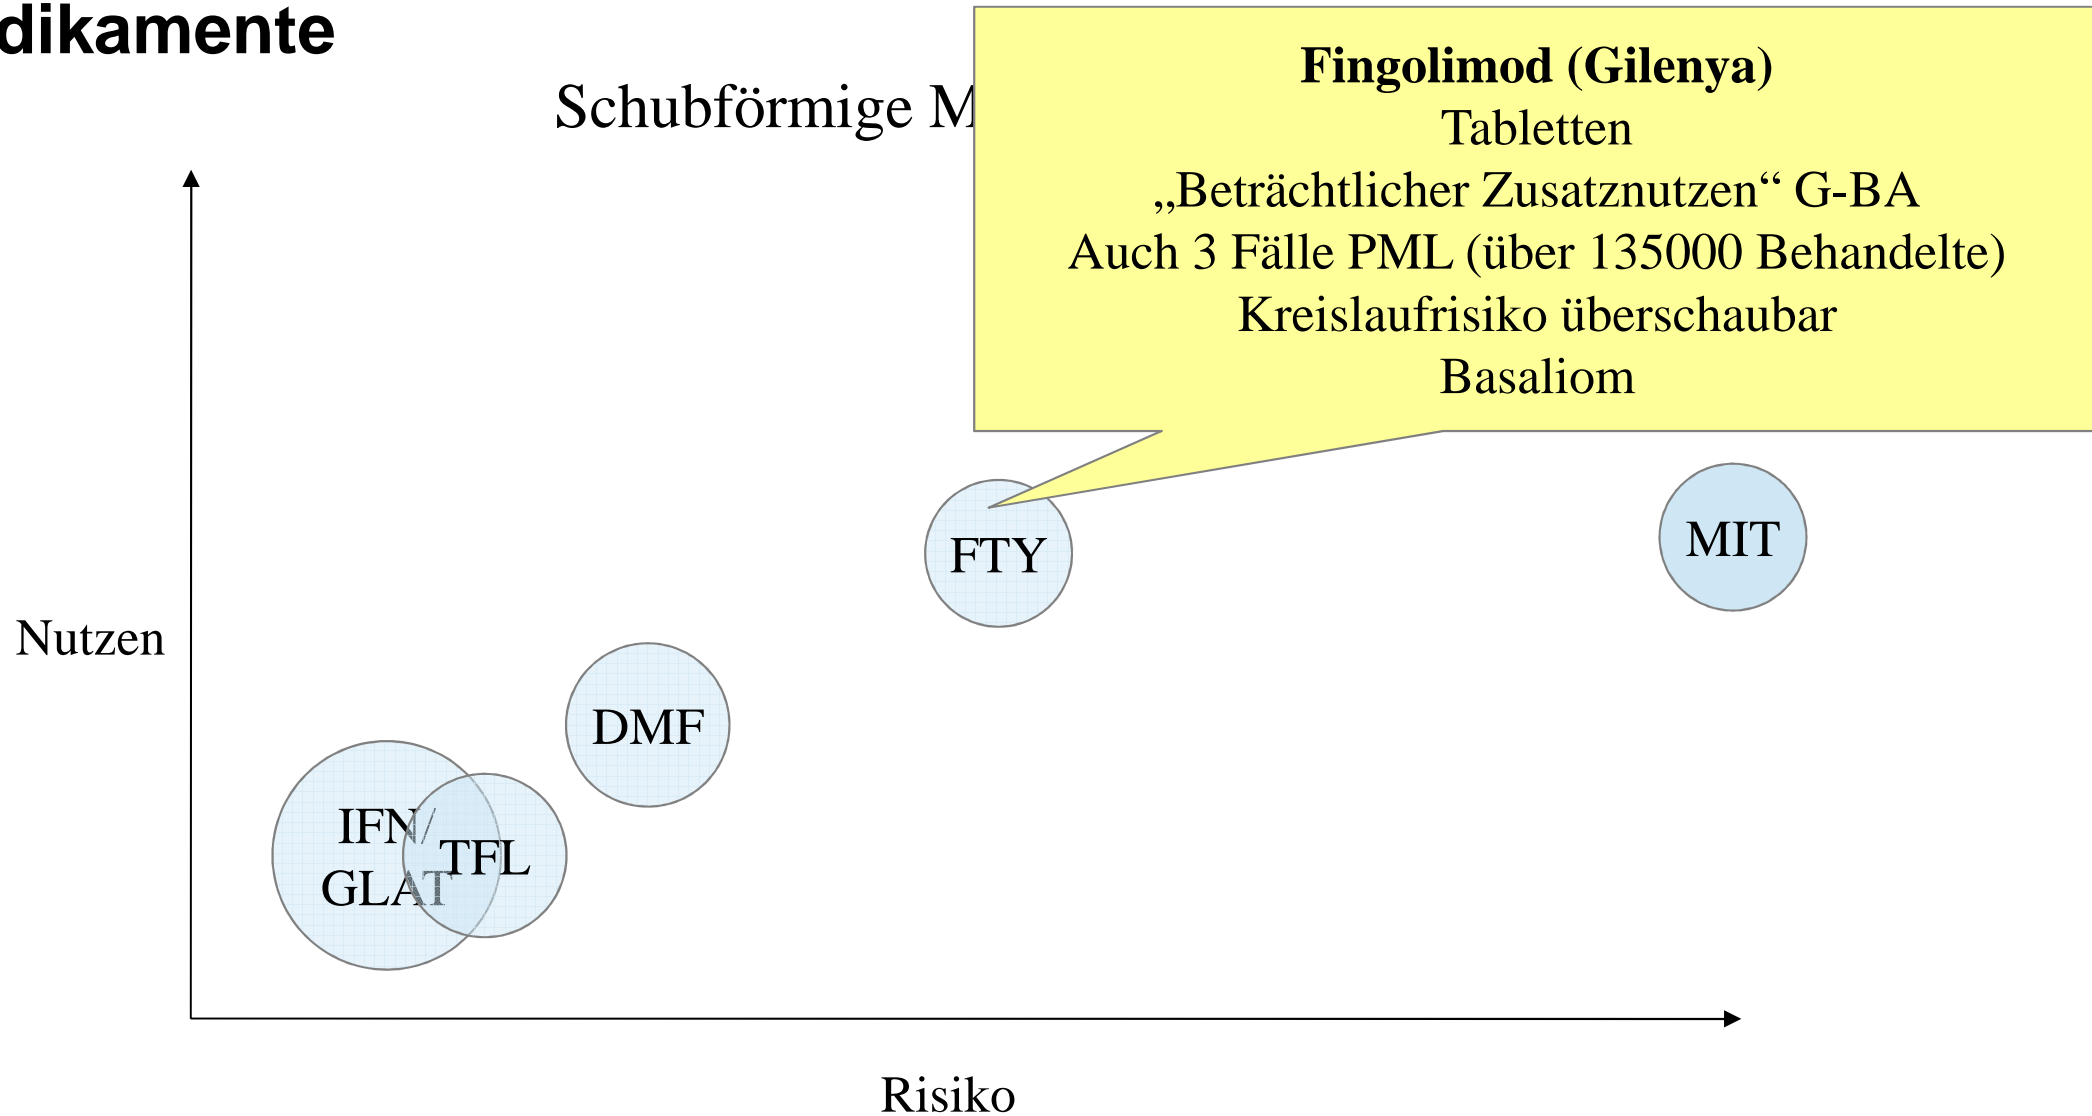 dikamente
Schubförmige M
Fingolimod (Gilenya)
Tabletten
„Beträchtlicher Zusatznutzen“ G-BA
Auch 3 Fälle PML (über 135000 Behandelte)
Kreislaufrisiko überschaubar
Basaliom
FTY
MIT
Nutzen
DMF
IFN/
GLAT
TFL
Risiko